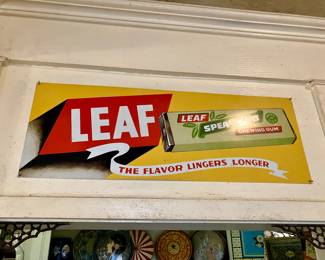 LEAF
LEAF
SPEARMINT
CHEWING GUM
THE FLAVOR LINGERS LONGER